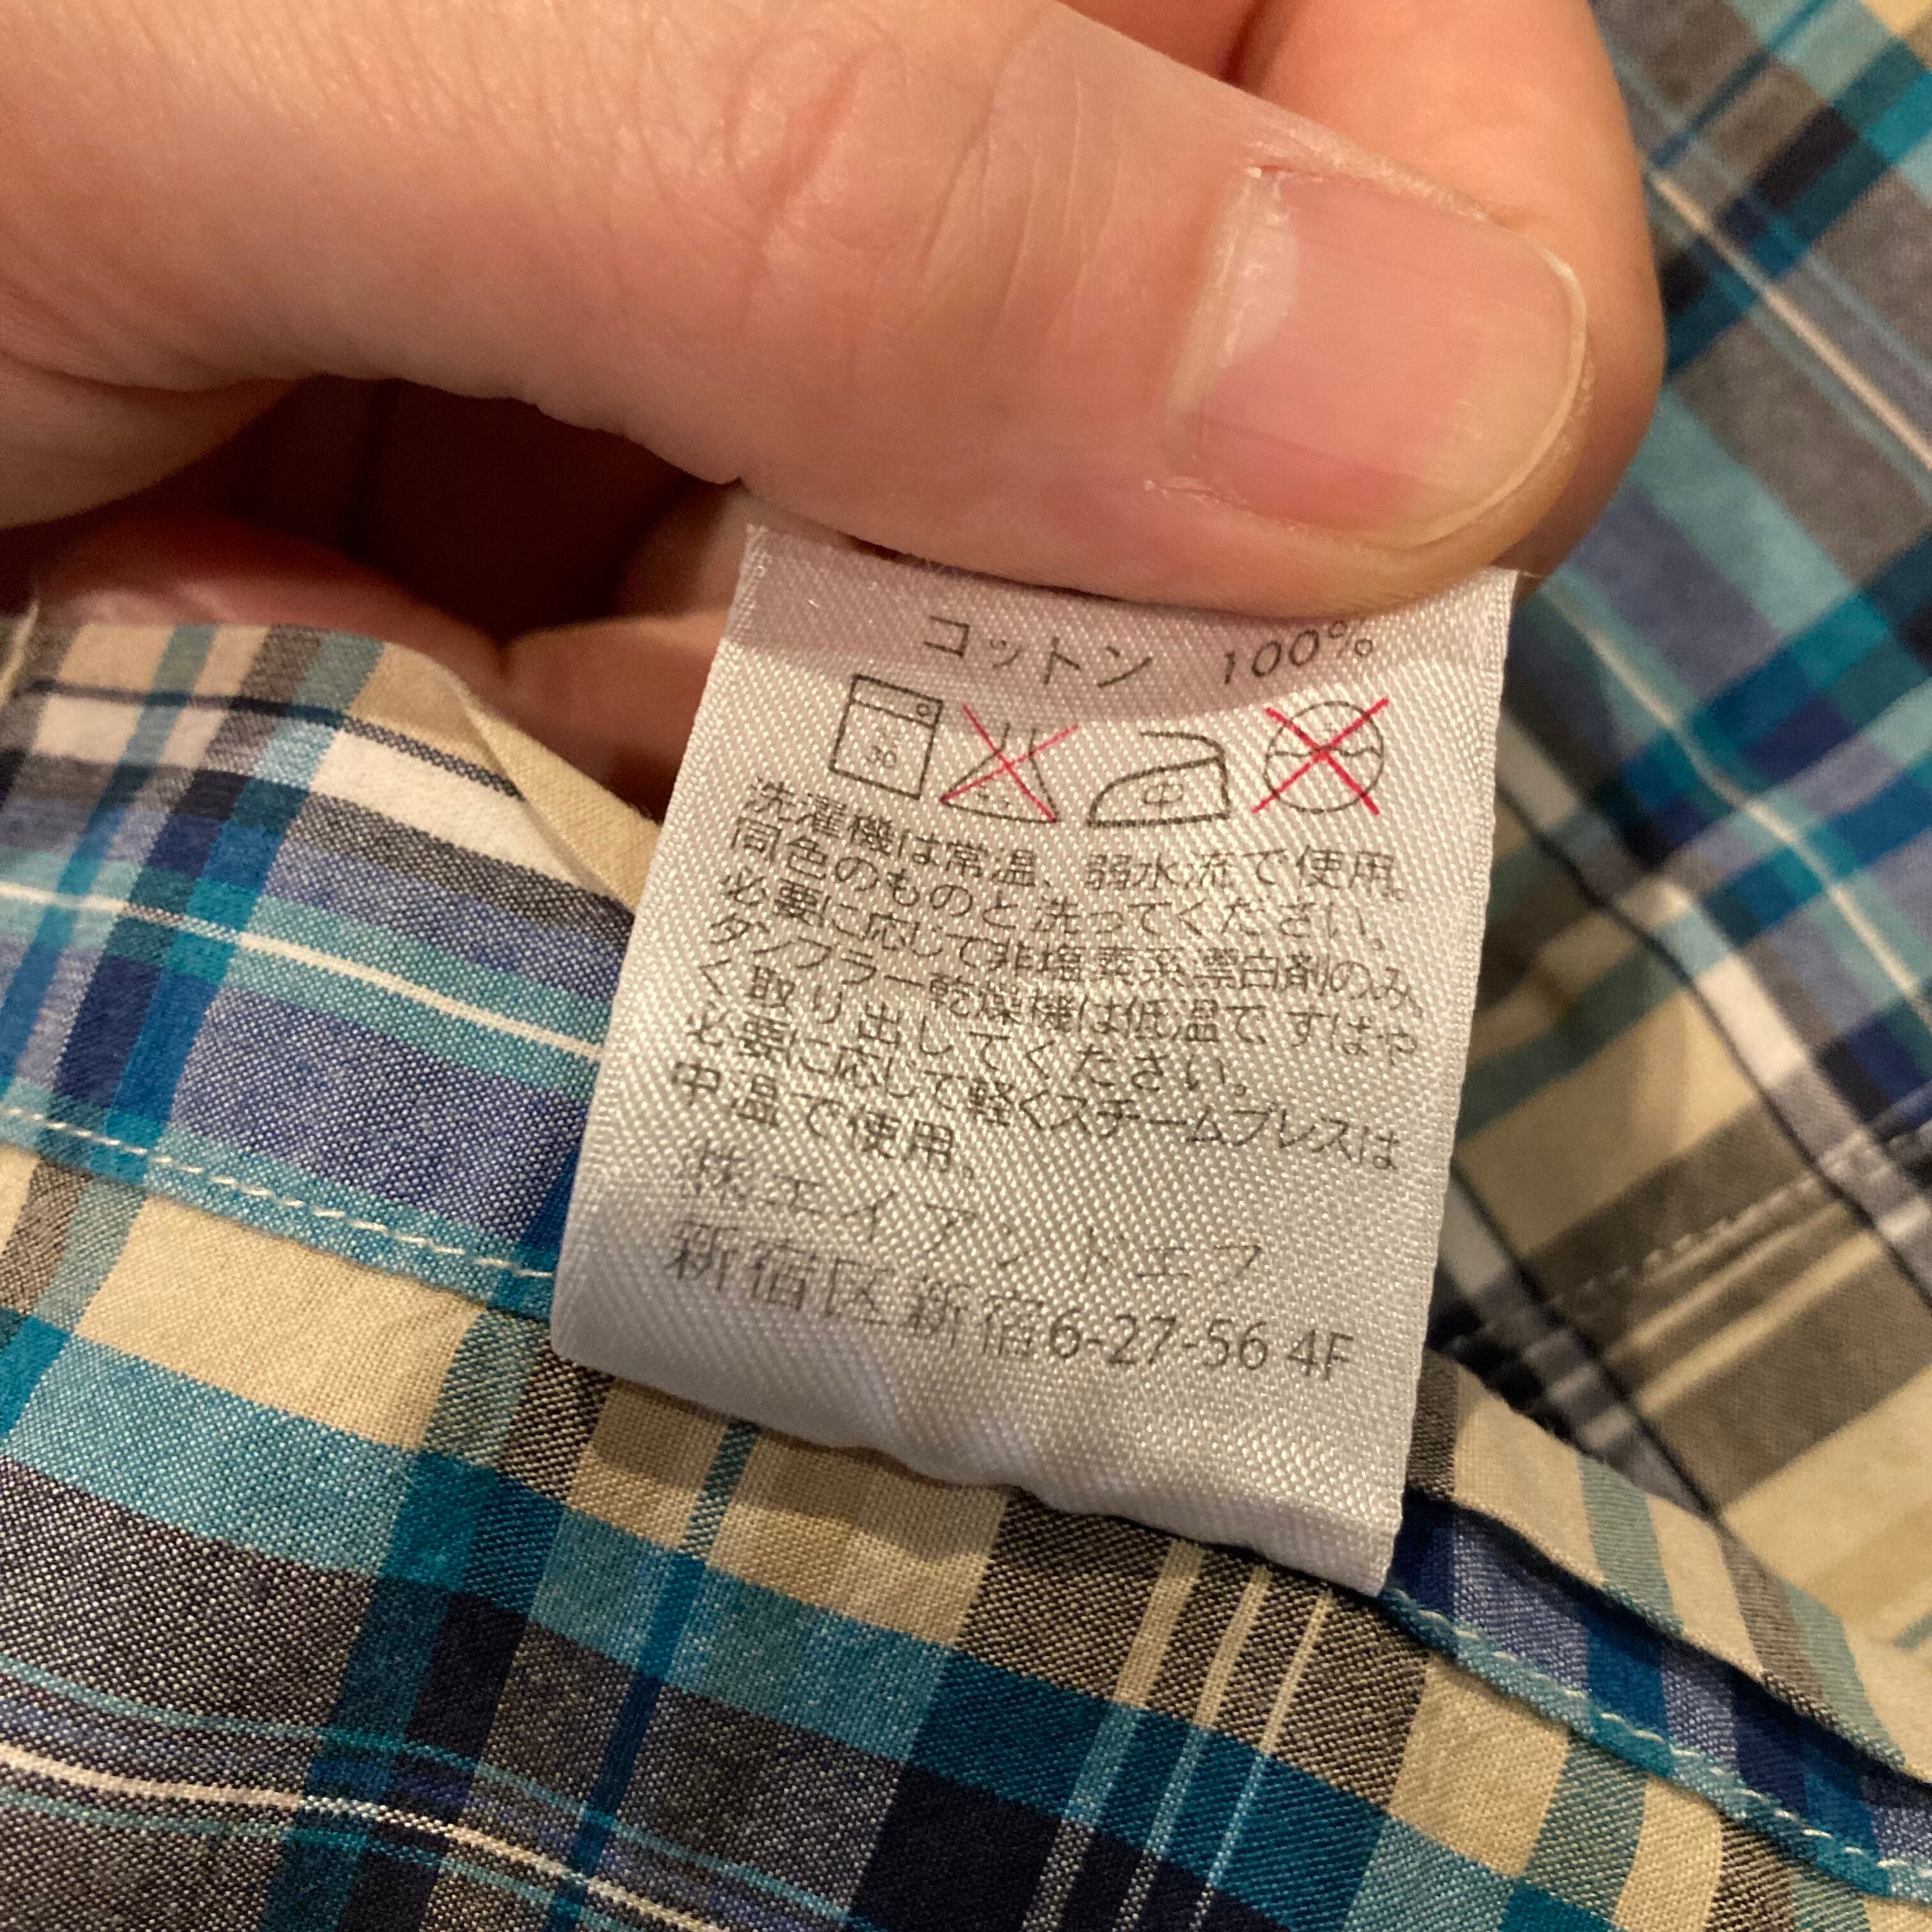 コットン 100%
30
中
洗濯機は常温、弱水流で使用。
同色のものと洗ってください。
必要に応じて非塩素系漂白剤のみ、
タンブラー乾燥機は低温で、すばや
く取り出してください。
必要に応じて軽くスチームプレスは
中温で使用。
株エイアンドエフ
新宿区新宿6-27-56 4F